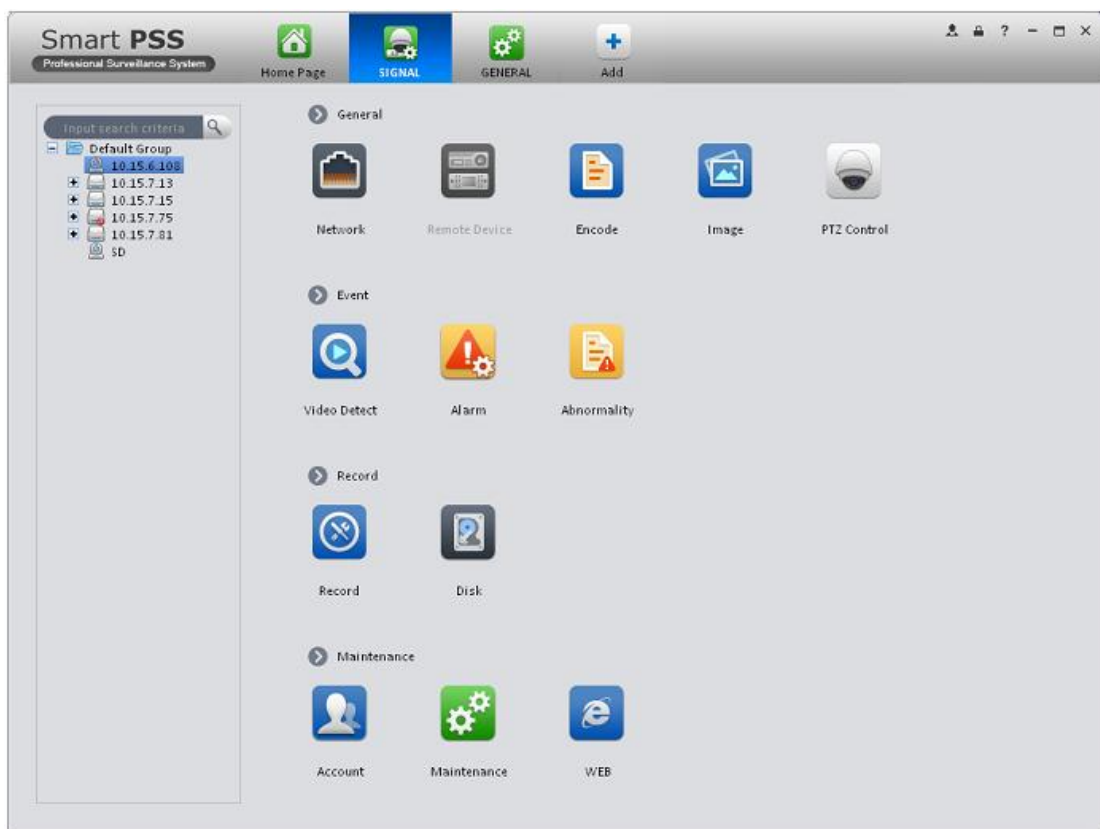 Smart PSS
Professional Surveillance System
Home Page
SIGNAL
GENERAL
Add
?
Input search criteria
Default Group
10.15.6.108
10.15.7.13
10.15.7.15
10.15.7.75
10.15.7.81
SD
General
Network
Remote Device
Encode
Image
PTZ Control
Event
Video Detect
Alarm
Abnormality
Record
Record
Disk
Maintenance
Account
Maintenance
WEB